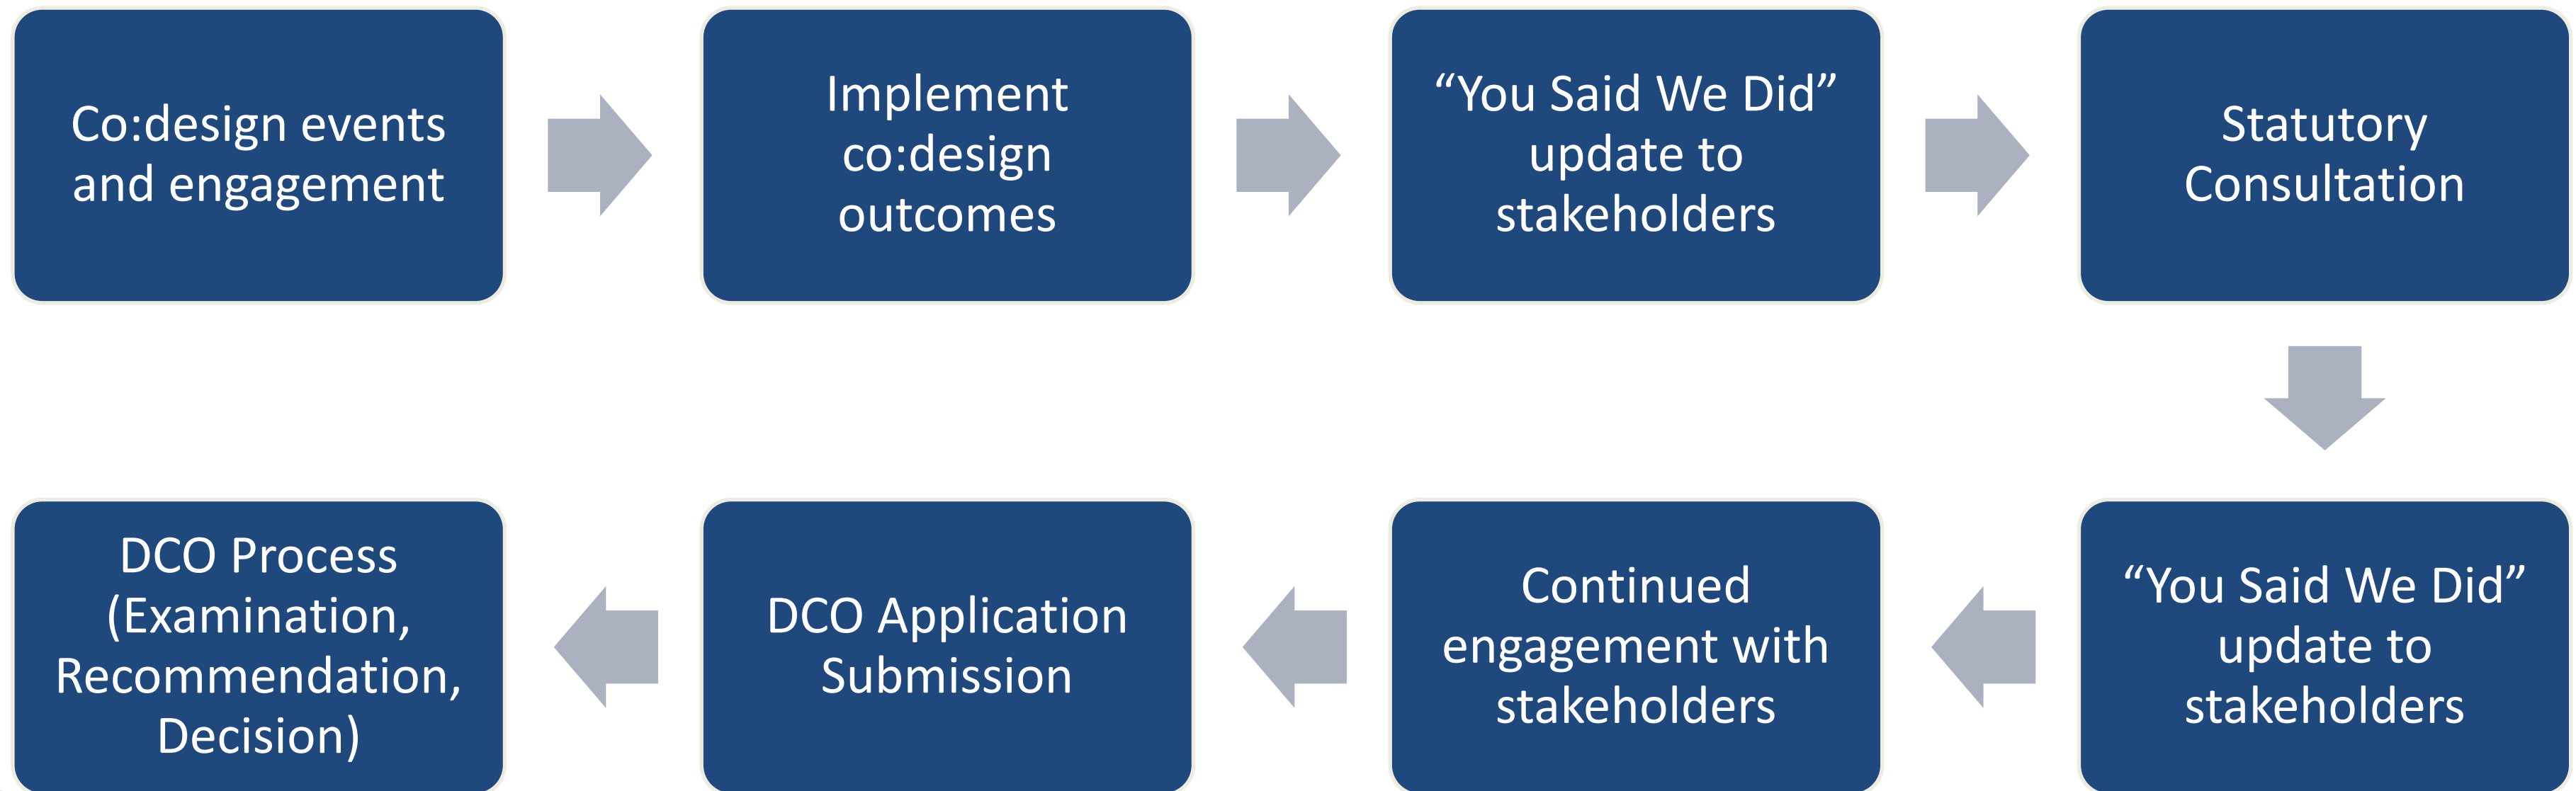 Co:design events
and engagement
Implement
co:design
outcomes
“You Said We Did”
update to
stakeholders
Statutory
Consultation
“You Said We Did”
update to
stakeholders
Continued
engagement with
stakeholders
DCO Application
Submission
DCO Process
(Examination,
Recommendation,
Decision)